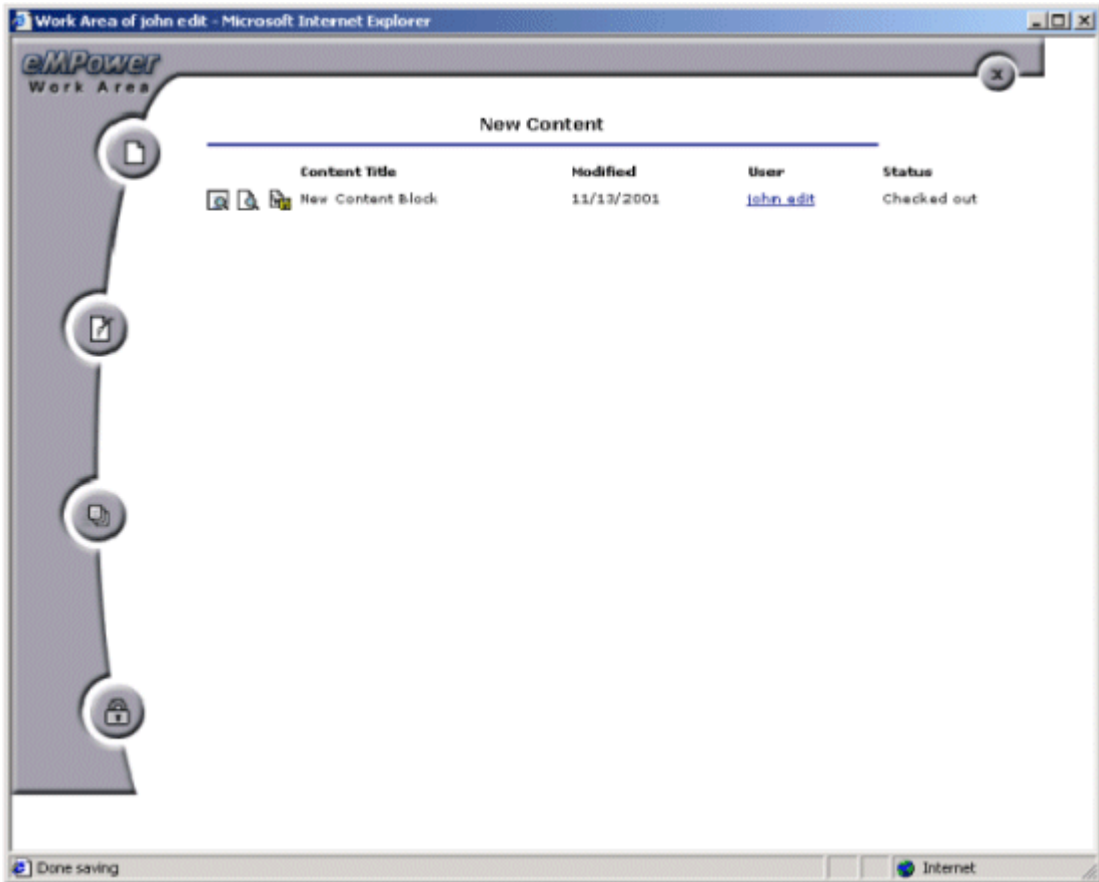 Work Area of john edit - Microsoft Internet Explorer
eMPower
Work Area
New Content
Content Title Modified User Status
New Content Block 11/13/2001 john edit Checked out
Done saving Internet